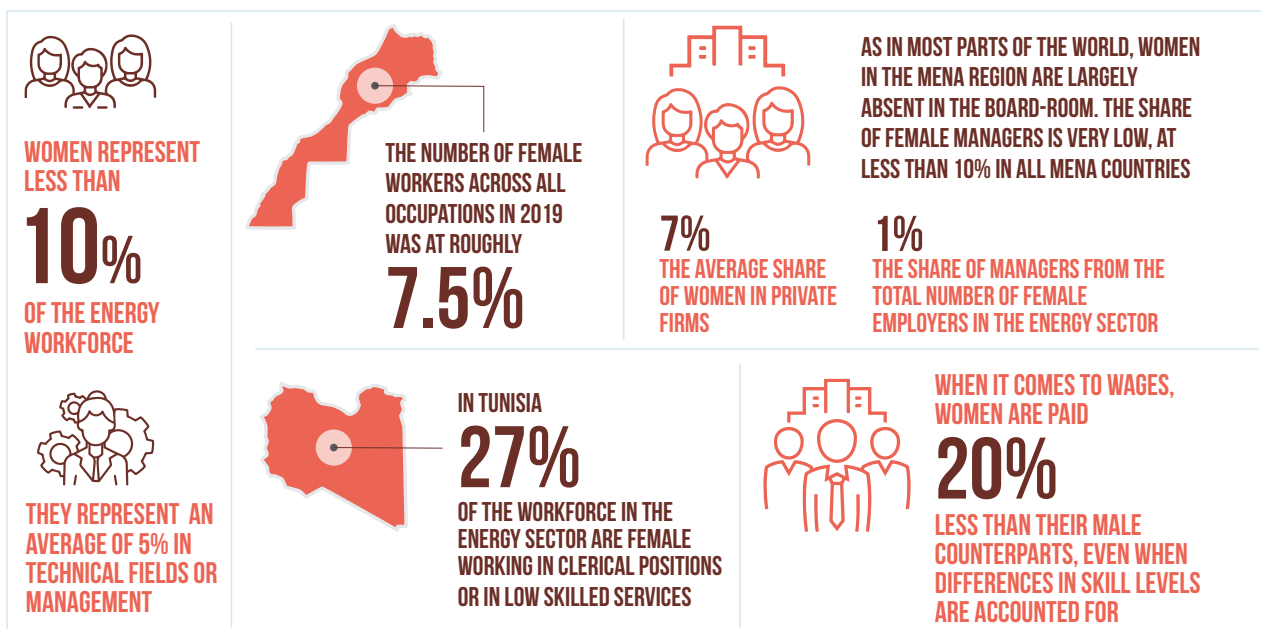 WOMEN REPRESENT
LESS THAN
10%
OF THE ENERGY
WORKFORCE
THEY REPRESENT AN
AVERAGE OF 5% IN
TECHNICAL FIELDS OR
MANAGEMENT
THE NUMBER OF FEMALE
WORKERS ACROSS ALL
OCCUPATIONS IN 2019
WAS AT ROUGHLY
7.5%
AS IN MOST PARTS OF THE WORLD, WOMEN
IN THE MENA REGION ARE LARGELY
ABSENT IN THE BOARD-ROOM. THE SHARE
OF FEMALE MANAGERS IS VERY LOW, AT
LESS THAN 10% IN ALL MENA COUNTRIES
7%
THE AVERAGE SHARE
OF WOMEN IN PRIVATE
FIRMS
1%
THE SHARE OF MANAGERS FROM THE
TOTAL NUMBER OF FEMALE
EMPLOYERS IN THE ENERGY SECTOR
IN TUNISIA
27%
OF THE WORKFORCE IN THE
ENERGY SECTOR ARE FEMALE
WORKING IN CLERICAL POSITIONS
OR IN LOW SKILLED SERVICES
WHEN IT COMES TO WAGES,
WOMEN ARE PAID
20%
LESS THAN THEIR MALE
COUNTERPARTS, EVEN WHEN
DIFFERENCES IN SKILL LEVELS
ARE ACCOUNTED FOR